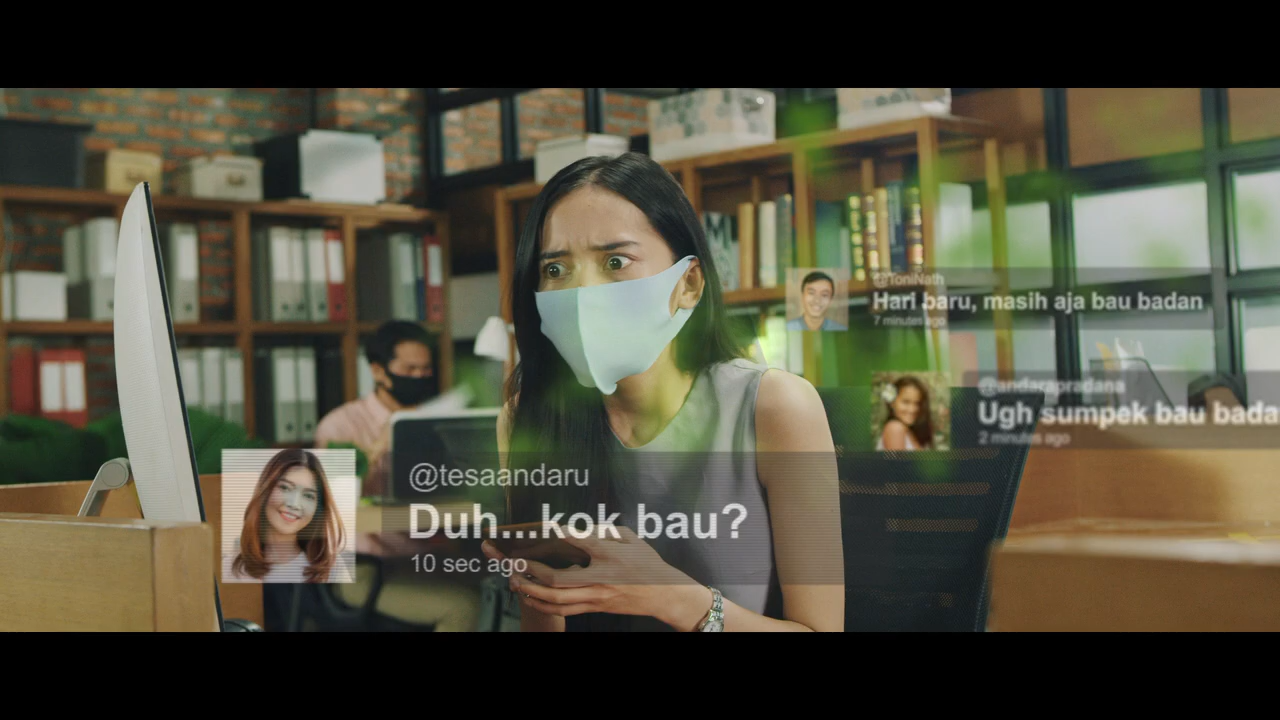 @ToniNath
Hari baru, masih aja bau badan
7 minutes ago
@andarapradana
Ugh sumpek bau bada
2 minutes ago
@tesaandaru
Duh...kok bau?
10 sec ago